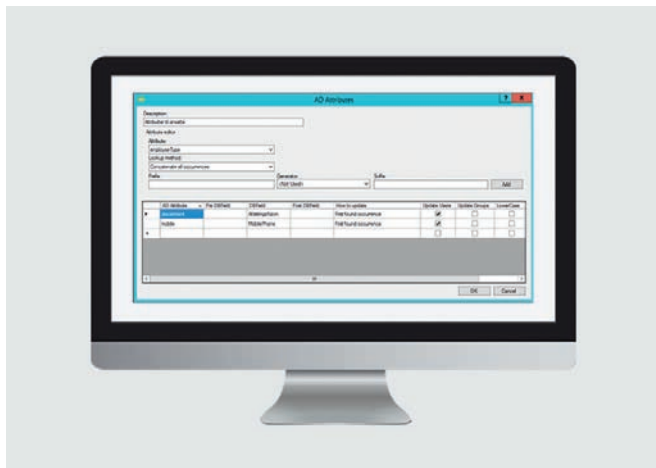 AD Attributes
Description
Attributes to enable
Attribute editor
Attribute
employeeType
Lookup method
Concatenate all occurrences
Prefix Generator Suffix
(Not Used) Add
AD Attribute Pre DBField DBField Post DBField How to update Update Users Update Groups LowerCase
First found occurrence
mobile MobilePhone First found occurrence
OK Cancel